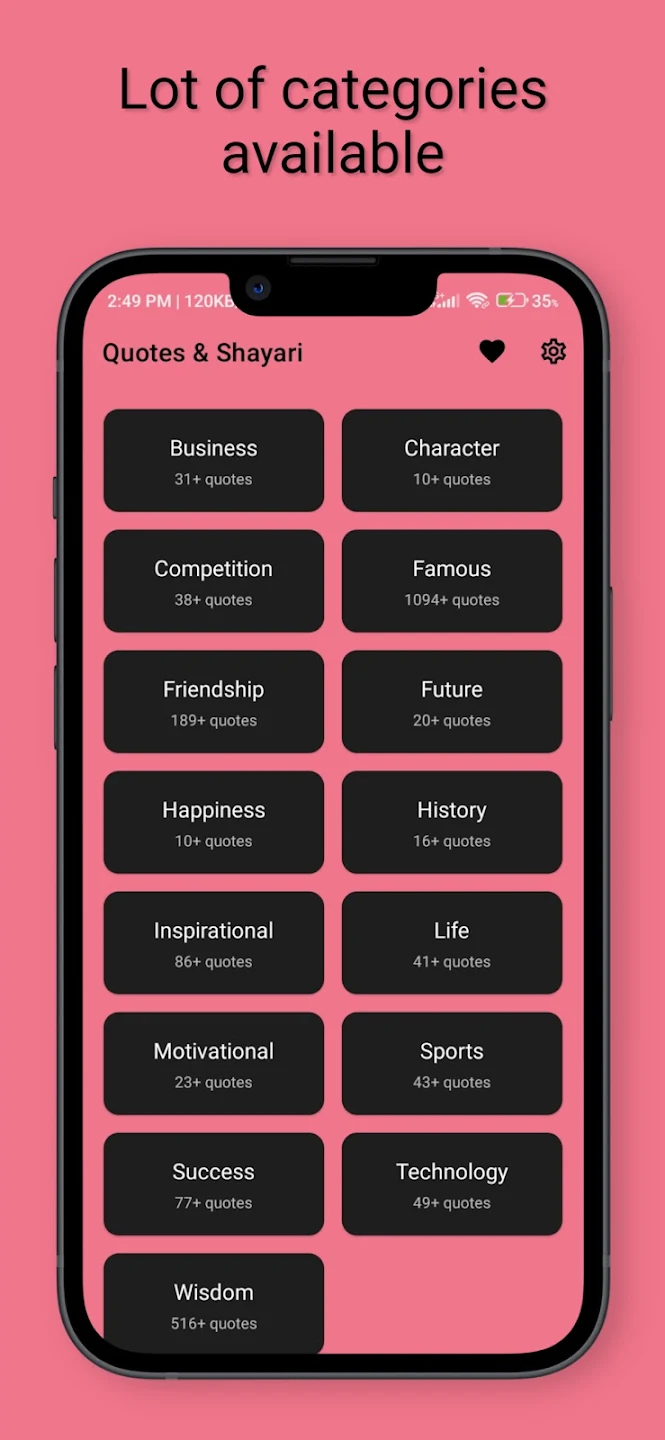 Lot of categories
available
2:49 PM | 120KB
35%
Quotes & Shayari
Business
Character
31+ quotes
10+ quotes
Competition
Famous
38+ quotes
1094+ quotes
Friendship
Future
189+ quotes
20+ quotes
Happiness
History
10+ quotes
16+ quotes
Inspirational
Life
86+ quotes
41+ quotes
Motivational
Sports
23+ quotes
43+ quotes
Success
Technology
77+ quotes
49+ quotes
Wisdom
516+ quotes